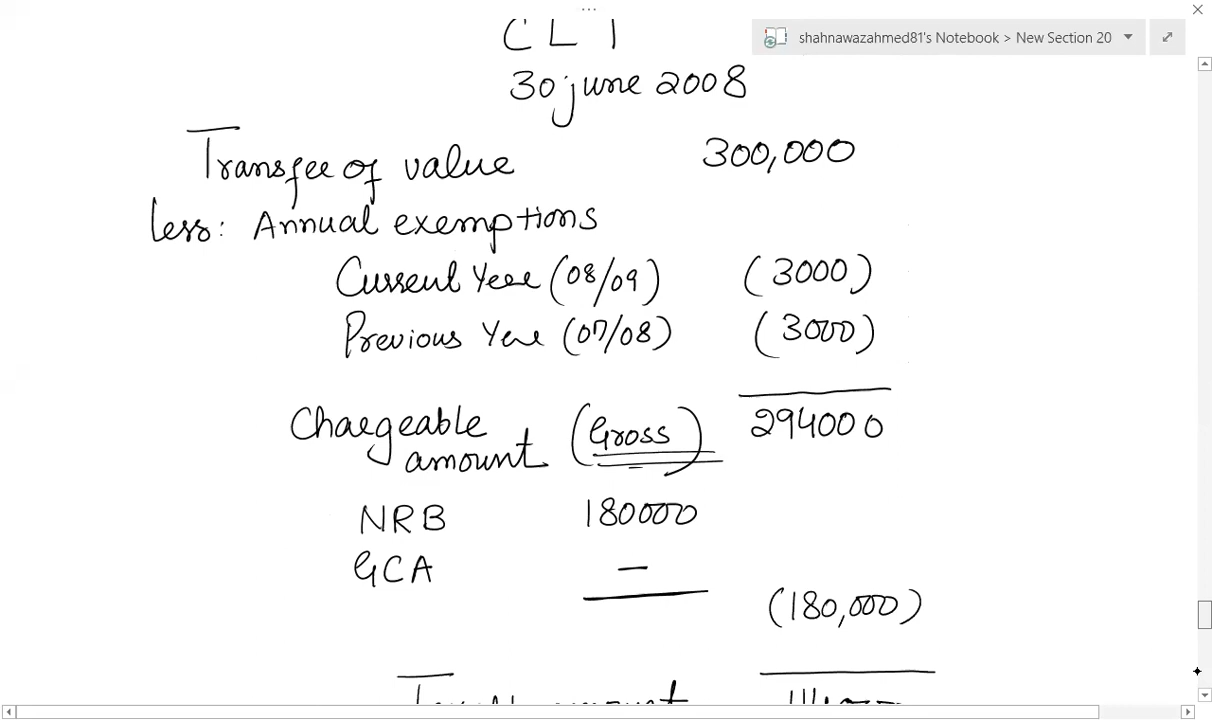 ...
shahnawazahmed81's Notebook > New Section 20
CLT
30 june 2008
Transfer of value 300,000
less: Annual exemptions
Current Year (08/09) (3000)
Previous Year (07/08) (3000)
Chargeable amount (Gross) 294000
NRB 180000
GCA —
(180,000)
amount